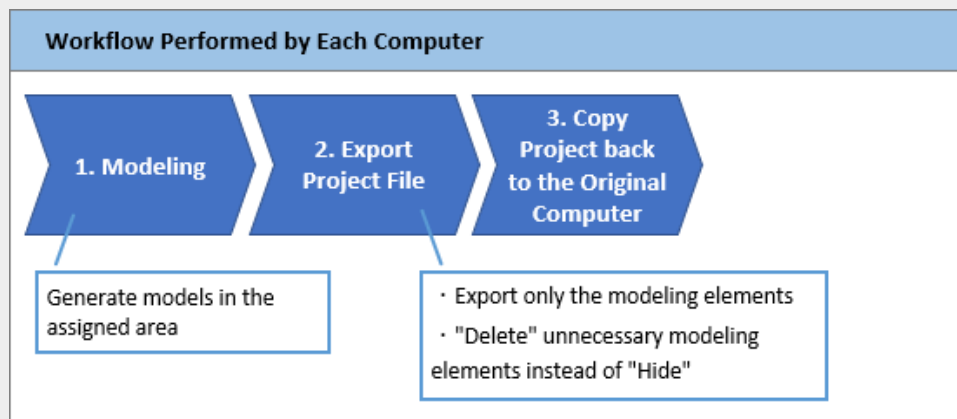 Workflow Performed by Each Computer
1. Modeling
2. Export
Project File
3. Copy
Project back
to the Original
Computer
Generate models in the
assigned area
・Export only the modeling elements
・"Delete" unnecessary modeling
elements instead of "Hide"